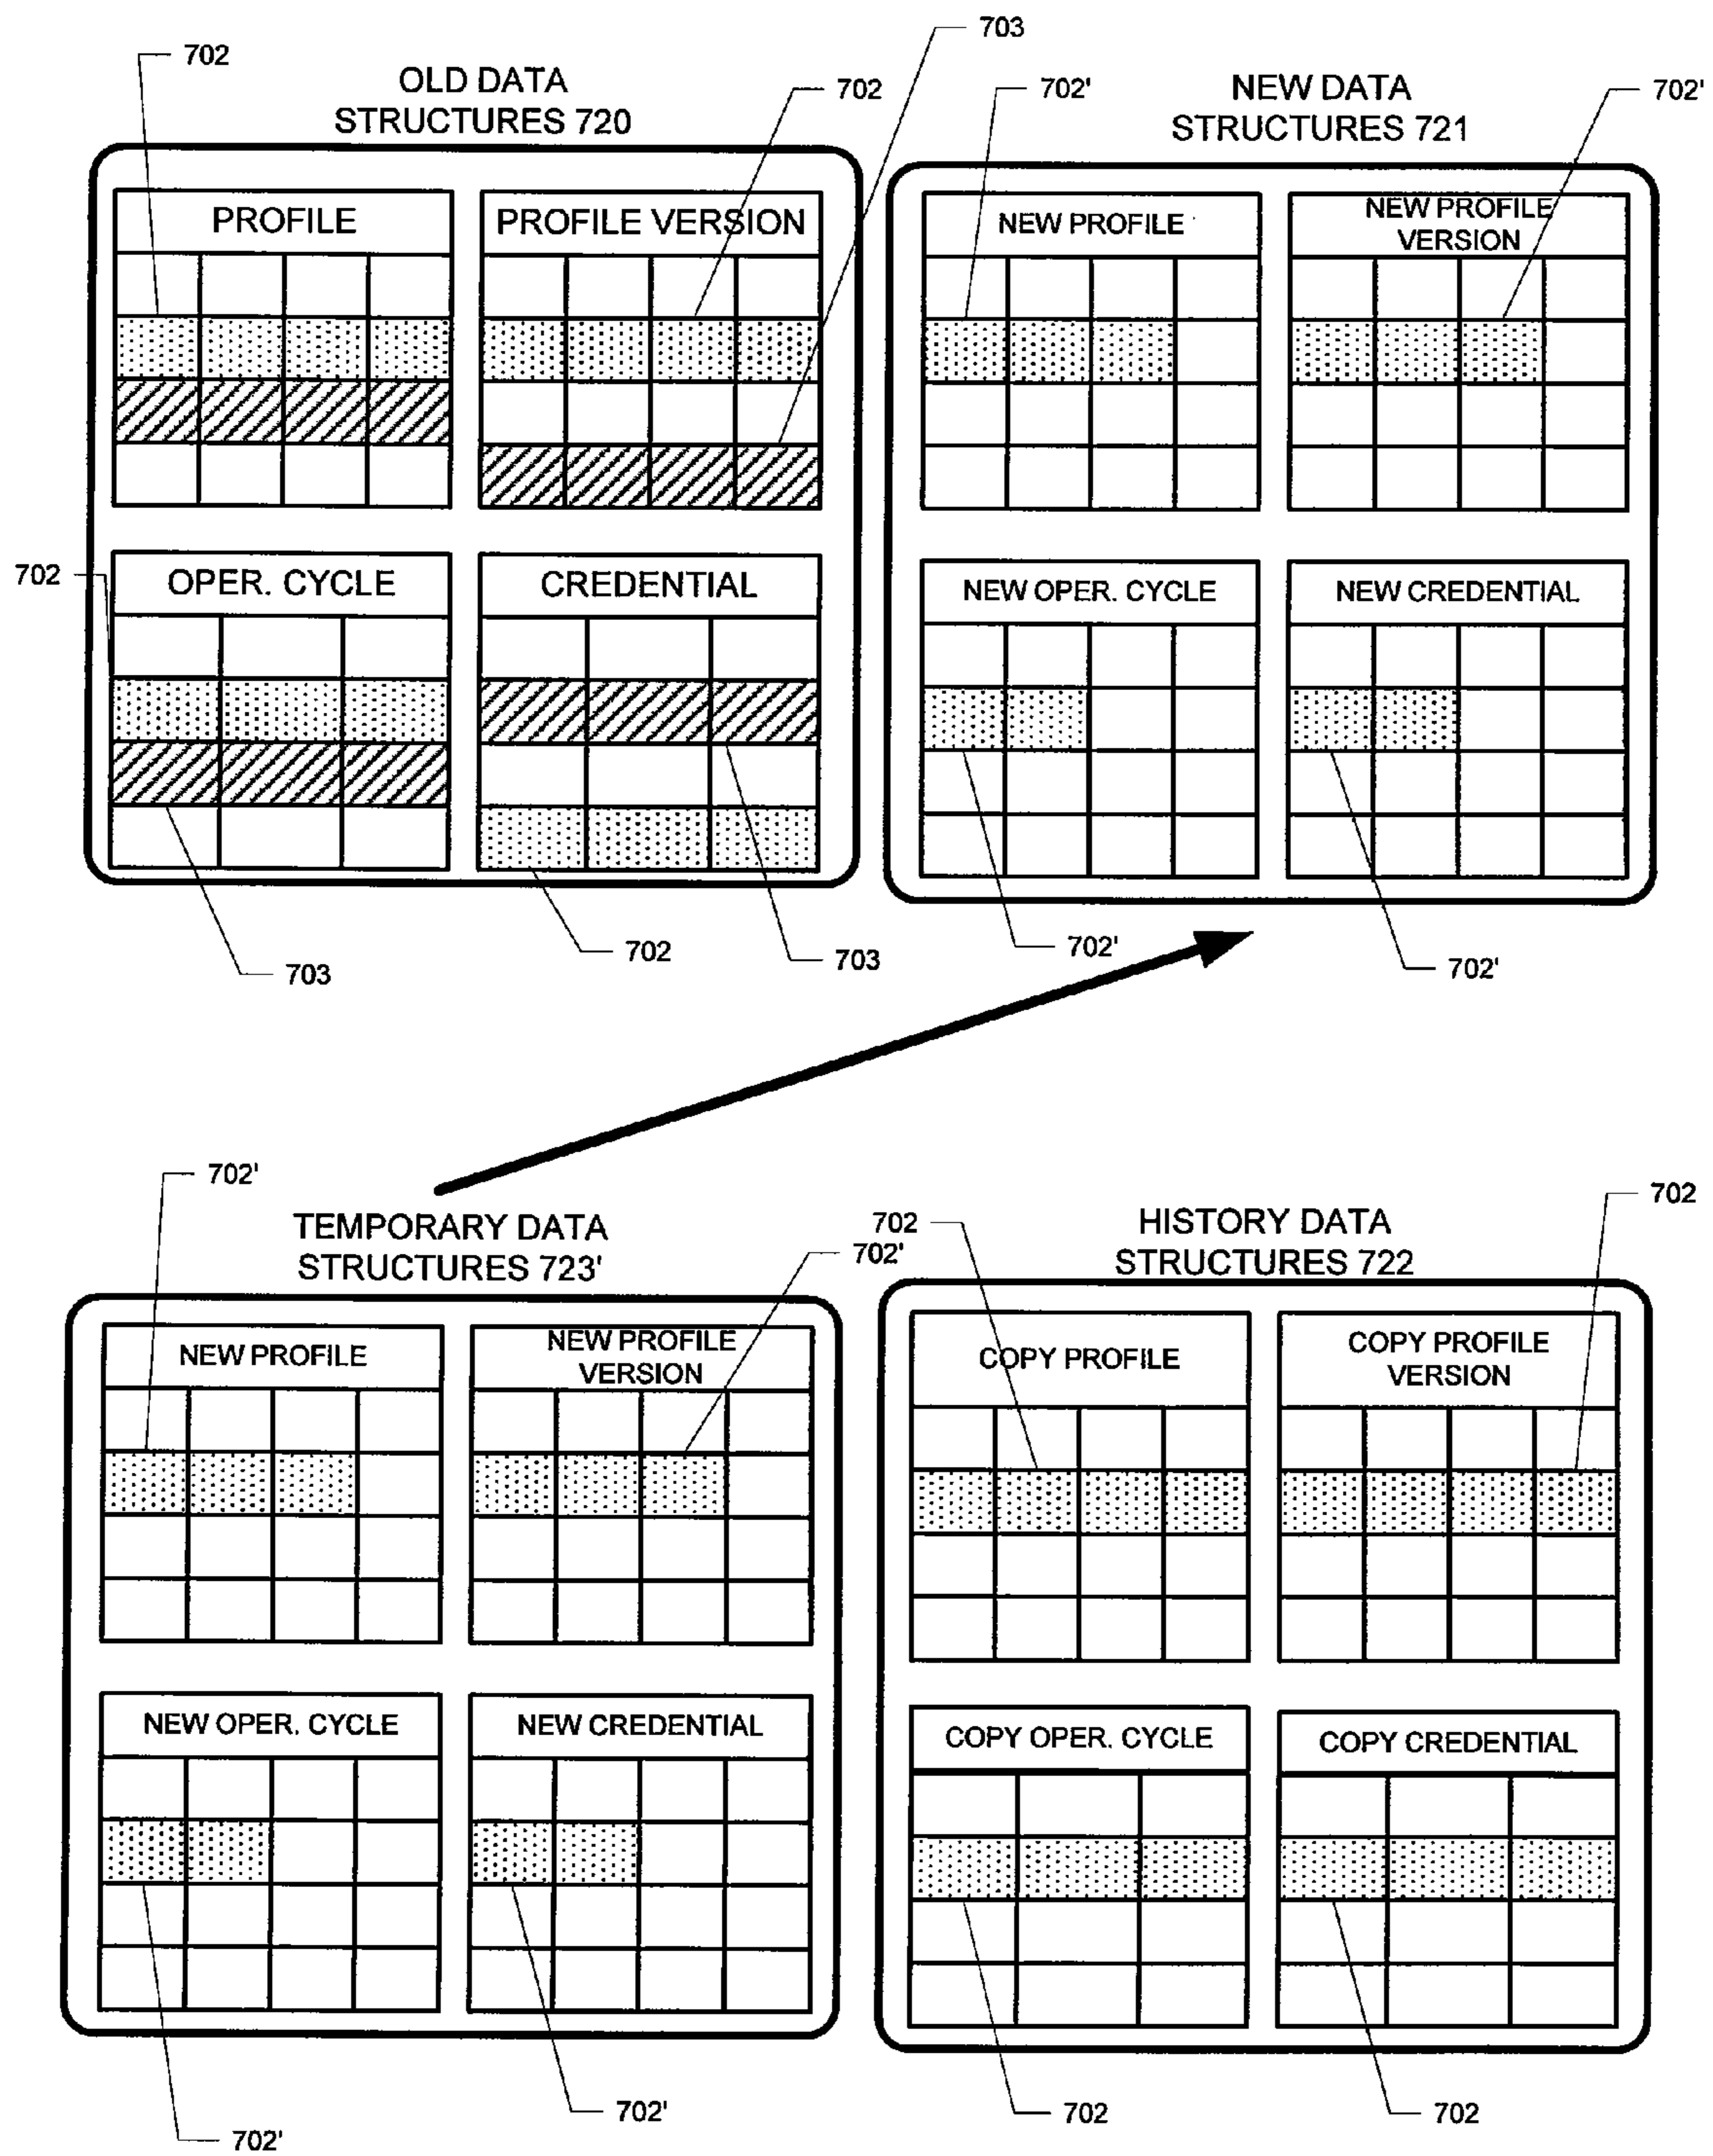 703
702
OLD DATA
STRUCTURES 720
702
702'
NEW DATA
STRUCTURES 721
702'
PROFILE
PROFILE VERSION
NEW PROFILE
NEW PROFILE
VERSION
702
OPER. CYCLE
CREDENTIAL
NEW OPER. CYCLE
NEW CREDENTIAL
703
702
703
702'
702'
702'
TEMPORARY DATA
STRUCTURES 723'
702'
702
HISTORY DATA
STRUCTURES 722
702
NEW PROFILE
NEW PROFILE
VERSION
COPY PROFILE
COPY PROFILE
VERSION
NEW OPER. CYCLE
NEW CREDENTIAL
COPY OPER. CYCLE
COPY CREDENTIAL
702'
702'
702
702